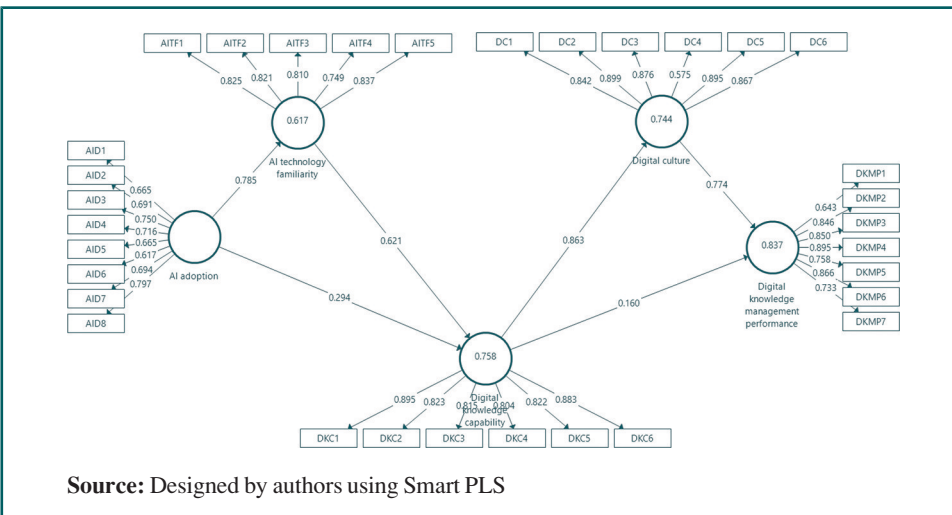 AITF1 AITF2 AITF3 AITF4 AITF5
0.825 0.821 0.810 0.749 0.837
0.617
AI technology
familiarity
DC1 DC2 DC3 DC4 DC5 DC6
0.842 0.899 0.876 0.575 0.895 0.867
0.744
Digital culture
AID1
AID2
AID3
AID4
AID5
AID6
AID7
AID8
0.665
0.691
0.750
0.716
0.665
0.617
0.694
0.797
AI adoption
0.785
0.621
0.294
0.863
0.774
0.160
DKMP1
DKMP2
DKMP3
DKMP4
DKMP5
DKMP6
DKMP7
0.643
0.846
0.850
0.895
0.758
0.866
0.733
0.837
Digital
knowledge
management
performance
0.758
Digital
knowledge
capability
0.895 0.823 0.815 0.804 0.822 0.883
DKC1 DKC2 DKC3 DKC4 DKC5 DKC6
Source: Designed by authors using Smart PLS